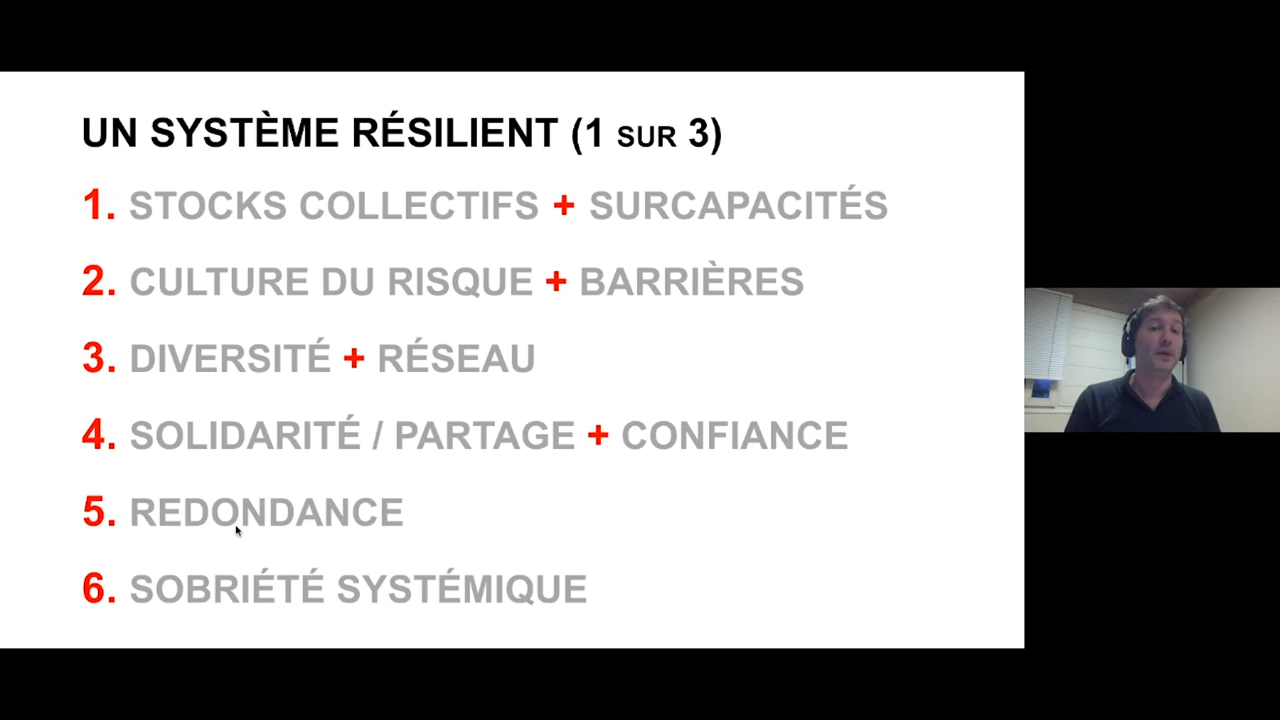 UN SYSTÈME RÉSILIENT (1 SUR 3)
1. STOCKS COLLECTIFS + SURCAPACITÉS
2. CULTURE DU RISQUE + BARRIÈRES
3. DIVERSITÉ + RÉSEAU
4. SOLIDARITÉ / PARTAGE + CONFIANCE
5. REDONDANCE
6. SOBRIÉTÉ SYSTÉMIQUE